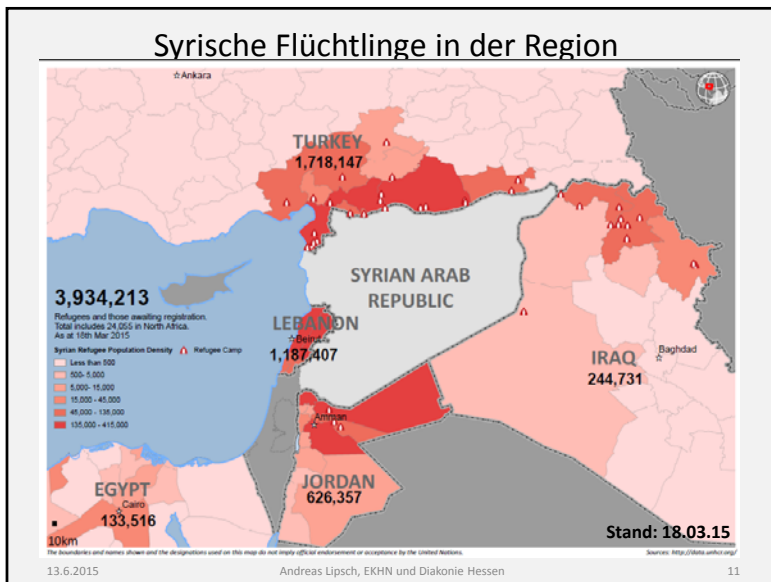 Syrische Flüchtlinge in der Region
Ankara
TURKEY
1,718,147
SYRIAN ARAB
REPUBLIC
3,934,213
Refugees and those awaiting registration.
Total includes 24,055 in North Africa.
As at 18th Mar 2015
Syrian Refugee Population Density
Refugee Camp
Less than 500
500- 5,000
5,000- 15,000
15,000 - 45,000
45,000 - 135,000
135,000 - 415,000
LEBANON
Beirut
1,187,407
IRAQ
244,731
Baghdad
Amman
JORDAN
626,357
EGYPT
Cairo
133,516
10km
Stand: 18.03.15
The boundaries and names shown and the designations used on this map do not imply official endorsement or acceptance by the United Nations.
Sources: http://data.unhcr.org/
13.6.2015
Andreas Lipsch, EKHN und Diakonie Hessen
11